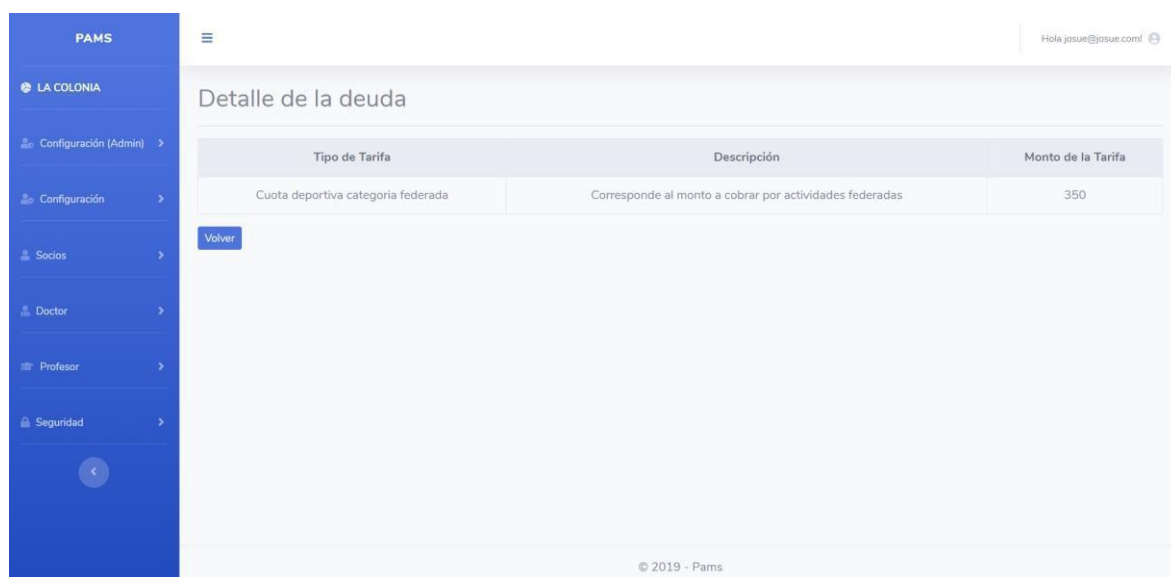 PAMS
Hola josue@josue.com!
LA COLONIA
Detalle de la deuda
Configuración (Admin)
Tipo de Tarifa Descripción Monto de la Tarifa
Configuración
Cuota deportiva categoria federada Corresponde al monto a cobrar por actividades federadas 350
Volver
Socios
Doctor
Profesor
Seguridad
© 2019 - Pams